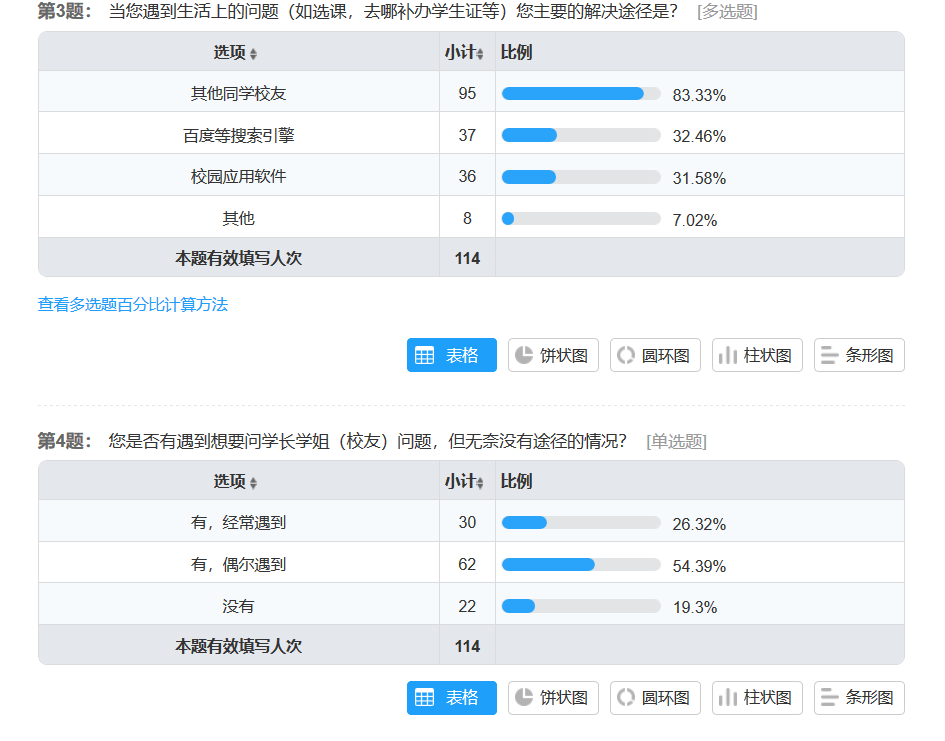 第3题： 当您遇到生活上的问题（如选课，去哪补办学生证等）您主要的解决途径是？ [多选题]
选项 小计 比例
其他同学校友 95 83.33%
百度等搜索引擎 37 32.46%
校园应用软件 36 31.58%
其他 8 7.02%
本题有效填写人次 114
查看多选题百分比计算方法
表格 饼状图 圆环图 柱状图 条形图
第4题： 您是否有遇到想要问学长学姐（校友）问题，但无奈没有途径的情况？ [单选题]
选项 小计 比例
有，经常遇到 30 26.32%
有，偶尔遇到 62 54.39%
没有 22 19.3%
本题有效填写人次 114
表格 饼状图 圆环图 柱状图 条形图